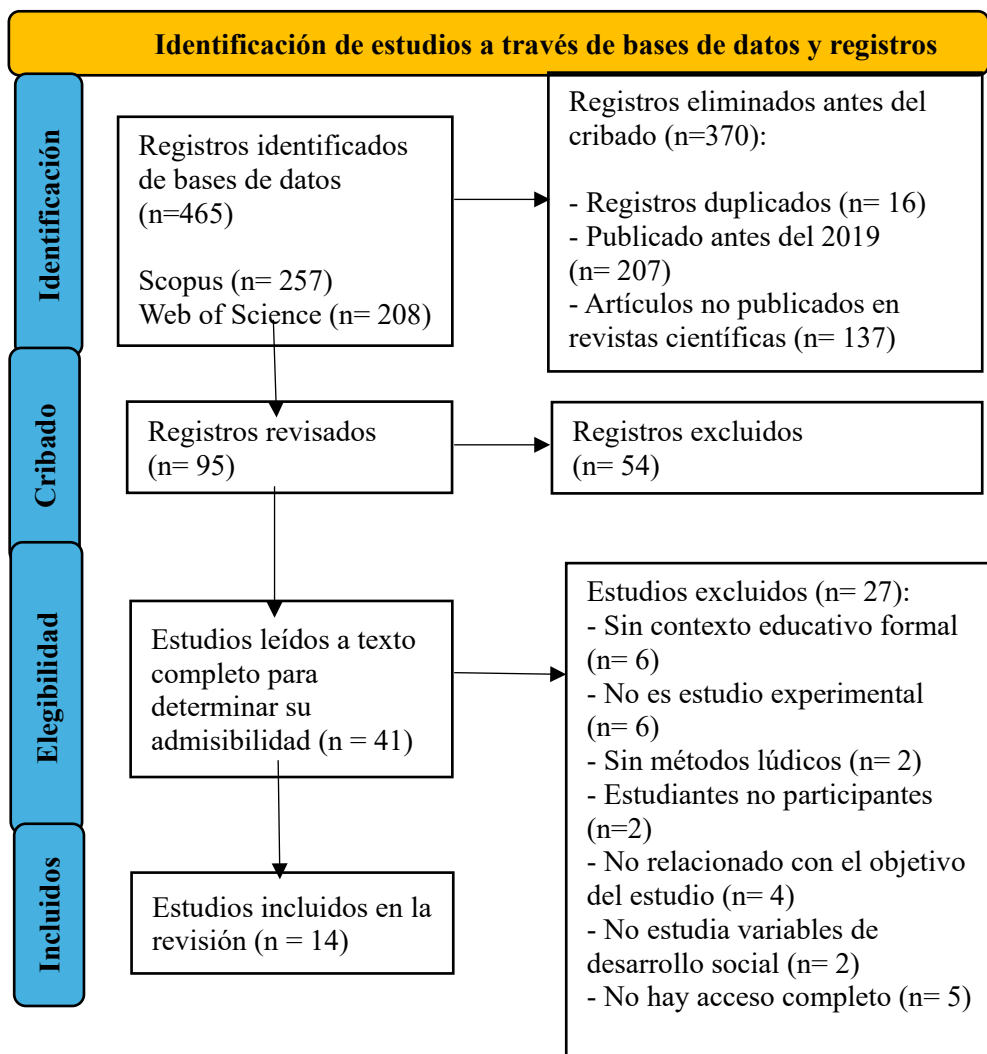 Identificación de estudios a través de bases de datos y registros
Identificación
Registros identificados
de bases de datos
(n=465)
Scopus (n= 257)
Web of Science (n= 208)
Registros eliminados antes del
cribado (n=370):
- Registros duplicados (n= 16)
- Publicado antes del 2019
(n= 207)
- Artículos no publicados en
revistas científicas (n= 137)
Cribado
Registros revisados
(n= 95)
Registros excluidos
(n= 54)
Elegibilidad
Estudios leídos a texto
completo para
determinar su
admisibilidad (n = 41)
Estudios excluidos (n= 27):
- Sin contexto educativo formal
(n= 6)
- No es estudio experimental
(n= 6)
- Sin métodos lúdicos (n= 2)
- Estudiantes no participantes
(n=2)
- No relacionado con el objetivo
del estudio (n= 4)
- No estudia variables de
desarrollo social (n= 2)
- No hay acceso completo (n= 5)
Incluidos
Estudios incluidos en la
revisión (n = 14)